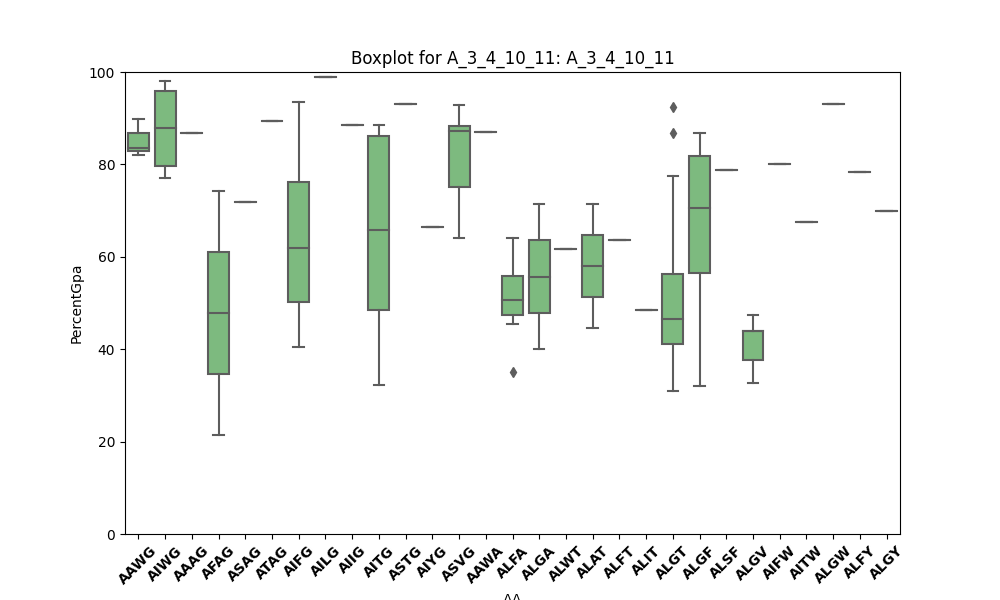 Boxplot for A_3_4_10_11: A_3_4_10_11
PercentGpa
100
80
60
40
20
0
AAWG AIWG AAAG AFAG ASAG ATAG AIFG AILG AIIG AITG ASTG AIYG ASVG AAWA ALFA ALGA ALWT ALAT ALFT ALIT ALGT ALGF ALSF ALGV AIFW AITW ALGW ALFY ALGY
AA